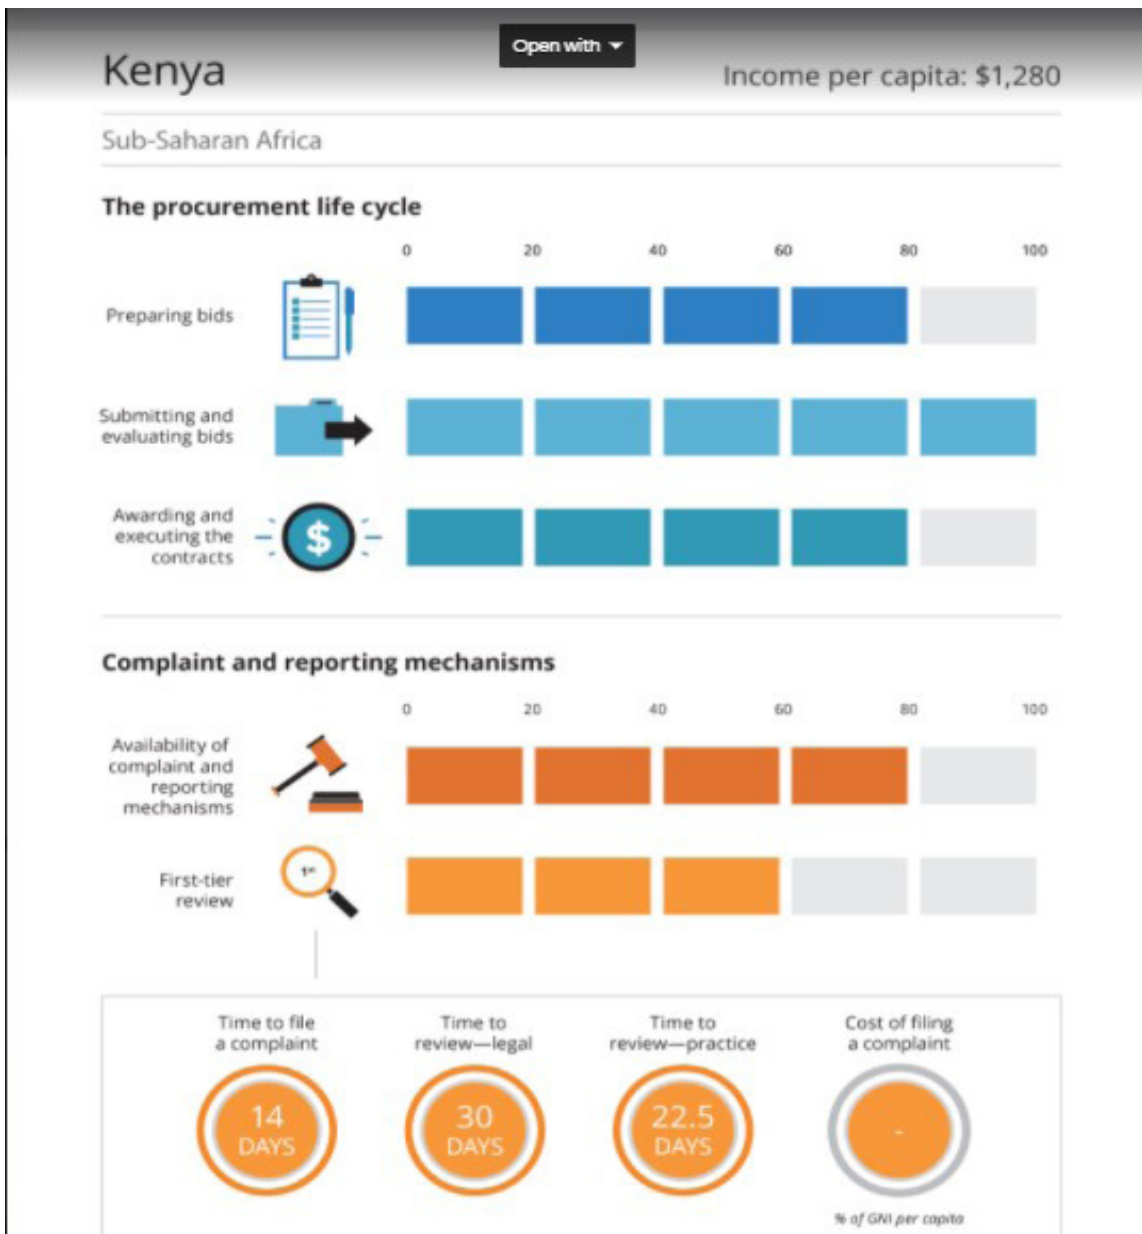 Open with
Kenya
Income per capita: $1,280
Sub-Saharan Africa
The procurement life cycle
0 20 40 60 80 100
Preparing bids
Submitting and
evaluating bids
Awarding and
executing the
contracts
$
Complaint and reporting mechanisms
0 20 40 60 80 100
Availability of
complaint and
reporting
mechanisms
First-tier
review
1st
Time to file
a complaint
14
DAYS
Time to
review—legal
30
DAYS
Time to
review—practice
22.5
DAYS
Cost of filing
a complaint
-
% of GNI per capita